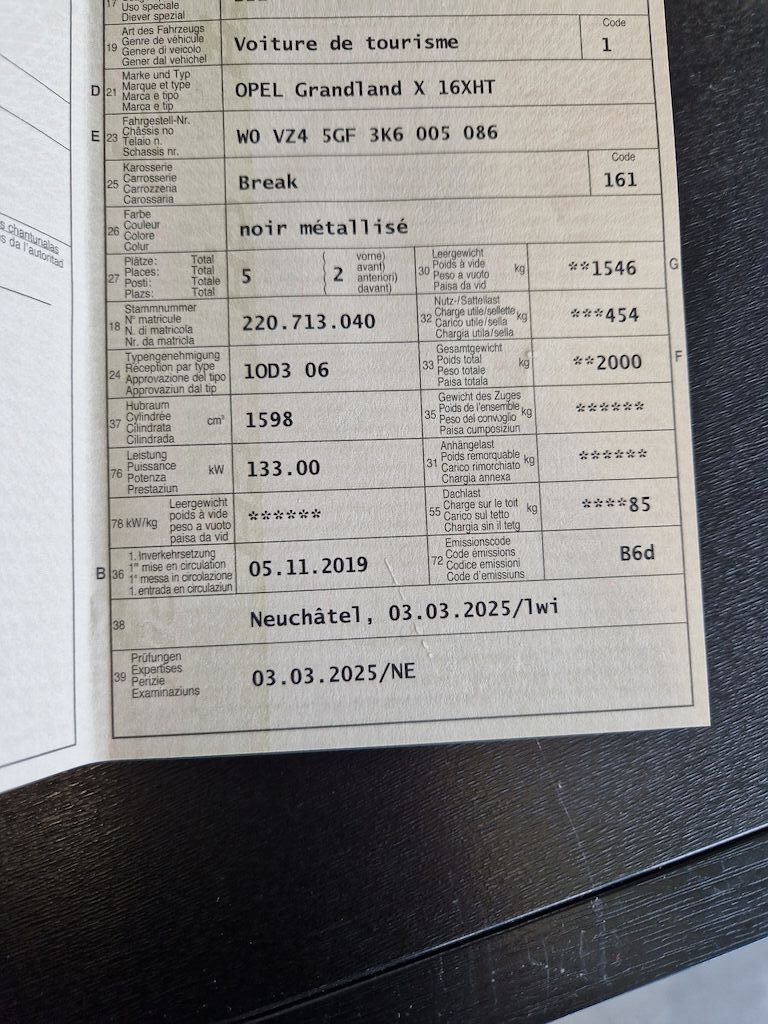 17
Uso speciale
Diever spezial
19 Art des Fahrzeugs
Genre de véhicule
Genere di veicolo
Gener dal vehichel
Voiture de tourisme
Code
1
D 21 Marke und Typ
Marque et type
Marca e tipo
Marca e tip
OPEL Grandland X 16XHT
E 23 Fahrgestell-Nr.
Châssis no
Telaio n.
Schassis nr.
W0 VZ4 5GF 3K6 005 086
25 Karosserie
Carrosserie
Carrozzeria
Carossaria
Break
Code
161
26 Farbe
Couleur
Colore
Colur
noir métallisé
27 Plätze: Total
Places: Total
Posti: Totale
Plazs: Total
5
2
vorne)
avant)
anteriori)
davant)
30 Leergewicht
Poids à vide
Peso a vuoto
Paisa da vid
kg
**1546
G
18 Stammnummer
N° matricule
N. di matricola
Nr. da matricla
220.713.040
32 Nutz-/Sattellast
Charge utile/sellette
Carico utile/sella
Chargia utila/sella
kg
***454
24 Typengenehmigung
Réception par type
Approvazione del tipo
Approvaziun dal tip
1OD3 06
33 Gesamtgewicht
Poids total
Peso totale
Paisa totala
kg
**2000
F
37 Hubraum
Cylindrée
Cilindrata
Cilindrada
cm³
1598
35 Gewicht des Zuges
Poids de l'ensemble
Peso del convoglio
Paisa cumposiziun
kg
******
76 Leistung
Puissance
Potenza
Prestaziun
kW
133.00
31 Anhängelast
Poids remorquable
Carico rimorchiato
Chargia annexa
kg
******
78 kW/kg
Leergewicht
poids à vide
peso a vuoto
paisa da vid
******
55 Dachlast
Charge sur le toit
Carico sul tetto
Chargia sin il tetg
kg
****85
B 36 1. Inverkehrsetzung
1re mise en circulation
1a messa in circolazione
1. entrada en circulaziun
05.11.2019
72 Emissionscode
Code émissions
Codice emissioni
Code d'emissiuns
B6d
38
Neuchâtel, 03.03.2025/lwi
39 Prüfungen
Expertises
Perizie
Examinaziuns
03.03.2025/NE
s chantunalas
s da l'autoritad